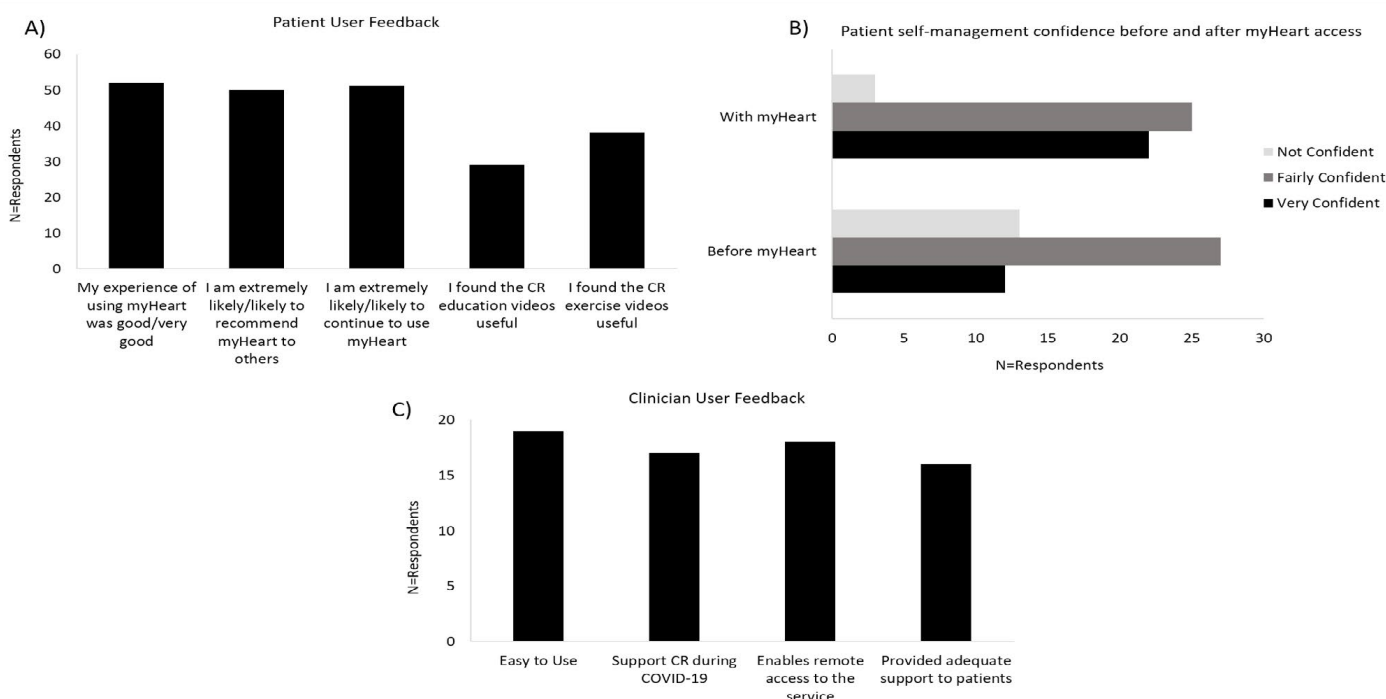 A)
Patient User Feedback
60
50
40
30
20
10
0
N=Respondents
My experience of
using myHeart
was good/very
good
I am extremely
likely/likely to
recommend
myHeart to
others
I am extremely
likely/likely to
continue to use
myHeart
I found the CR
education videos
useful
I found the CR
exercise videos
useful
B)
Patient self-management confidence before and after myHeart access
With myHeart
Before myHeart
0 5 10 15 20 25 30
N=Respondents
Not Confident
Fairly Confident
Very Confident
C)
Clinician User Feedback
20
15
10
5
0
N=Respondents
Easy to Use
Support CR during
COVID-19
Enables remote
access to the
service
Provided adequate
support to patients